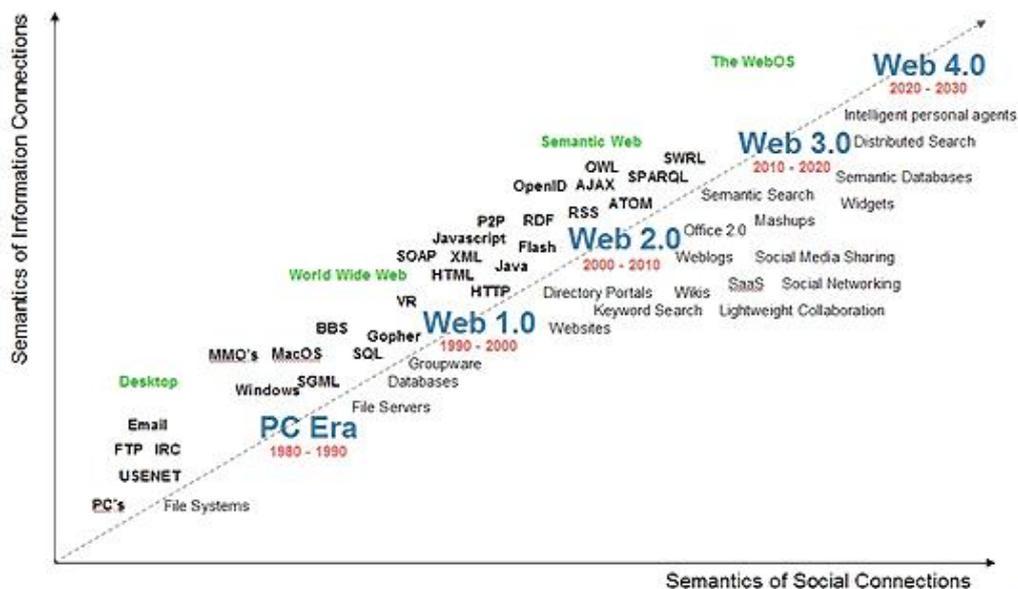 Semantics of Information Connections
The WebOS
Web 4.0
2020 - 2030
Intelligent personal agents
Semantic Web
Web 3.0
Distributed Search
2010 - 2020
SWRL
OWL
SPARQL
Semantic Databases
OpenID
AJAX
Semantic Search
Widgets
ATOM
RSS
P2P
RDF
Mashups
Office 2.0
Javascript
Flash
Web 2.0
2000 - 2010
Weblogs
Social Media Sharing
SOAP
XML
Java
World Wide Web
HTML
HTTP
SaaS
Social Networking
Directory Portals
Wikis
VR
Keyword Search
Lightweight Collaboration
Web 1.0
1990 - 2000
Websites
BBS
Gopher
MMO's
MacOS
SQL
Groupware
Desktop
Windows
SGML
Databases
File Servers
PC Era
1980 - 1990
Email
FTP
IRC
USENET
PC's
File Systems
Semantics of Social Connections